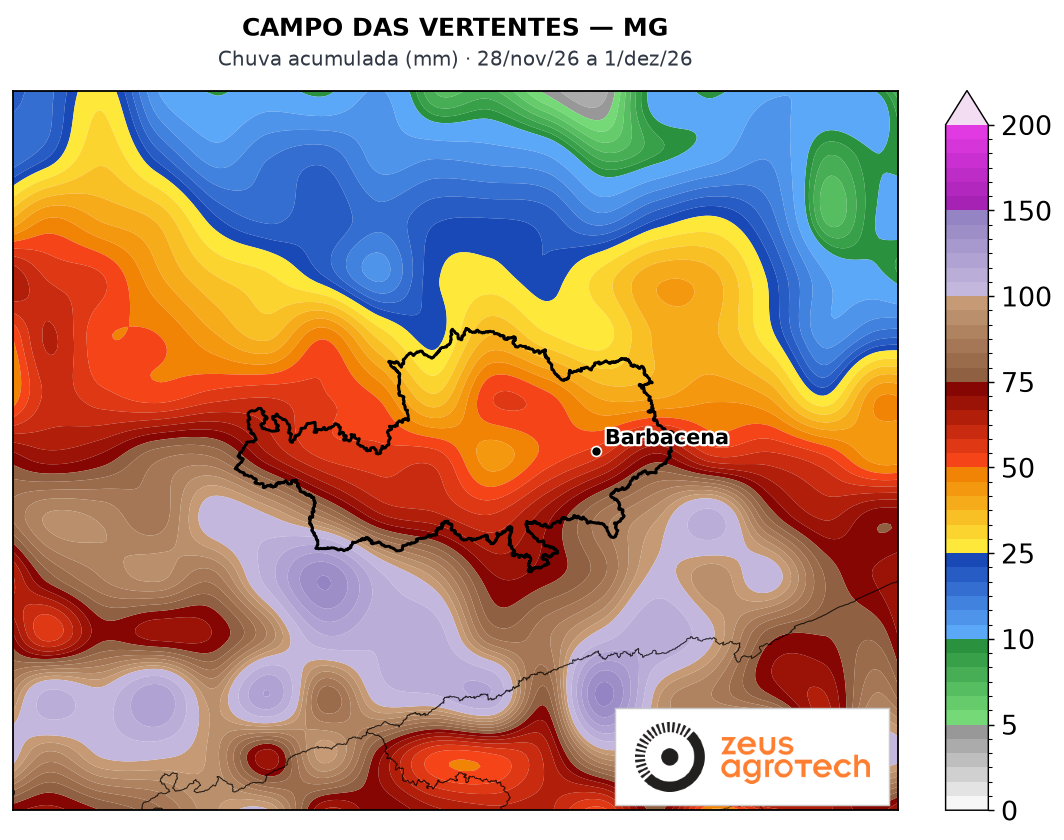 CAMPO DAS VERTENTES — MG
Chuva acumulada (mm) · 28/nov/26 a 1/dez/26
200
150
100
75
50
25
10
5
0
Barbacena
zeus
agrotech